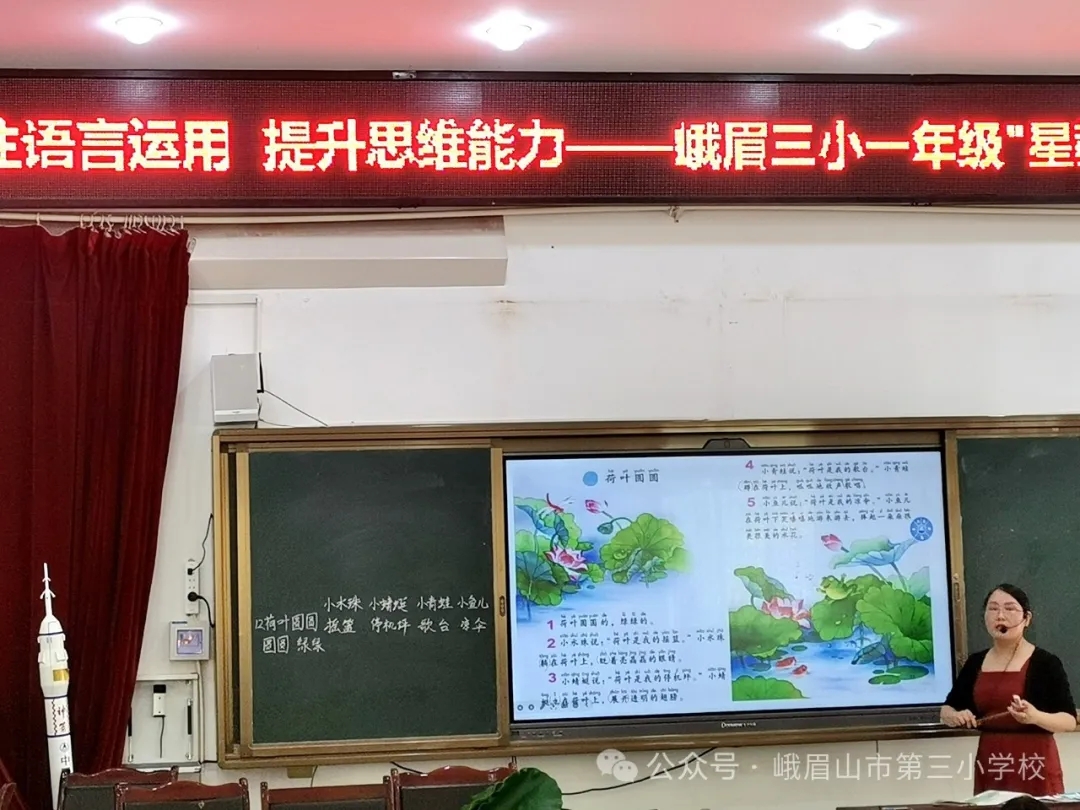 语言运用 提升思维能力——峨眉三小一年级"星
小水珠 小蜻蜓 小青蛙 小鱼儿
12荷叶圆圆 摇篮 停机坪 歌台 凉伞
圆圆 绿绿
荷叶圆圆
1 荷叶圆圆的，绿绿的。
2 小水珠说：“荷叶是我的摇篮。”小水珠
躺在荷叶上，眨着亮晶晶的眼睛。
3 小蜻蜓说：“荷叶是我的停机坪。”小蜻
蜓立在荷叶上，展开透明的翅膀。
4 小青蛙说：“荷叶是我的歌台。”小青蛙
蹲在荷叶上，呱呱地放声歌唱。
5 小鱼儿说：“荷叶是我的凉伞。”小鱼儿
在荷叶下笑嘻嘻地游来游去，捧起一朵朵很
美很美的水花。
神箭
中
公众号 · 峨眉山市第三小学校